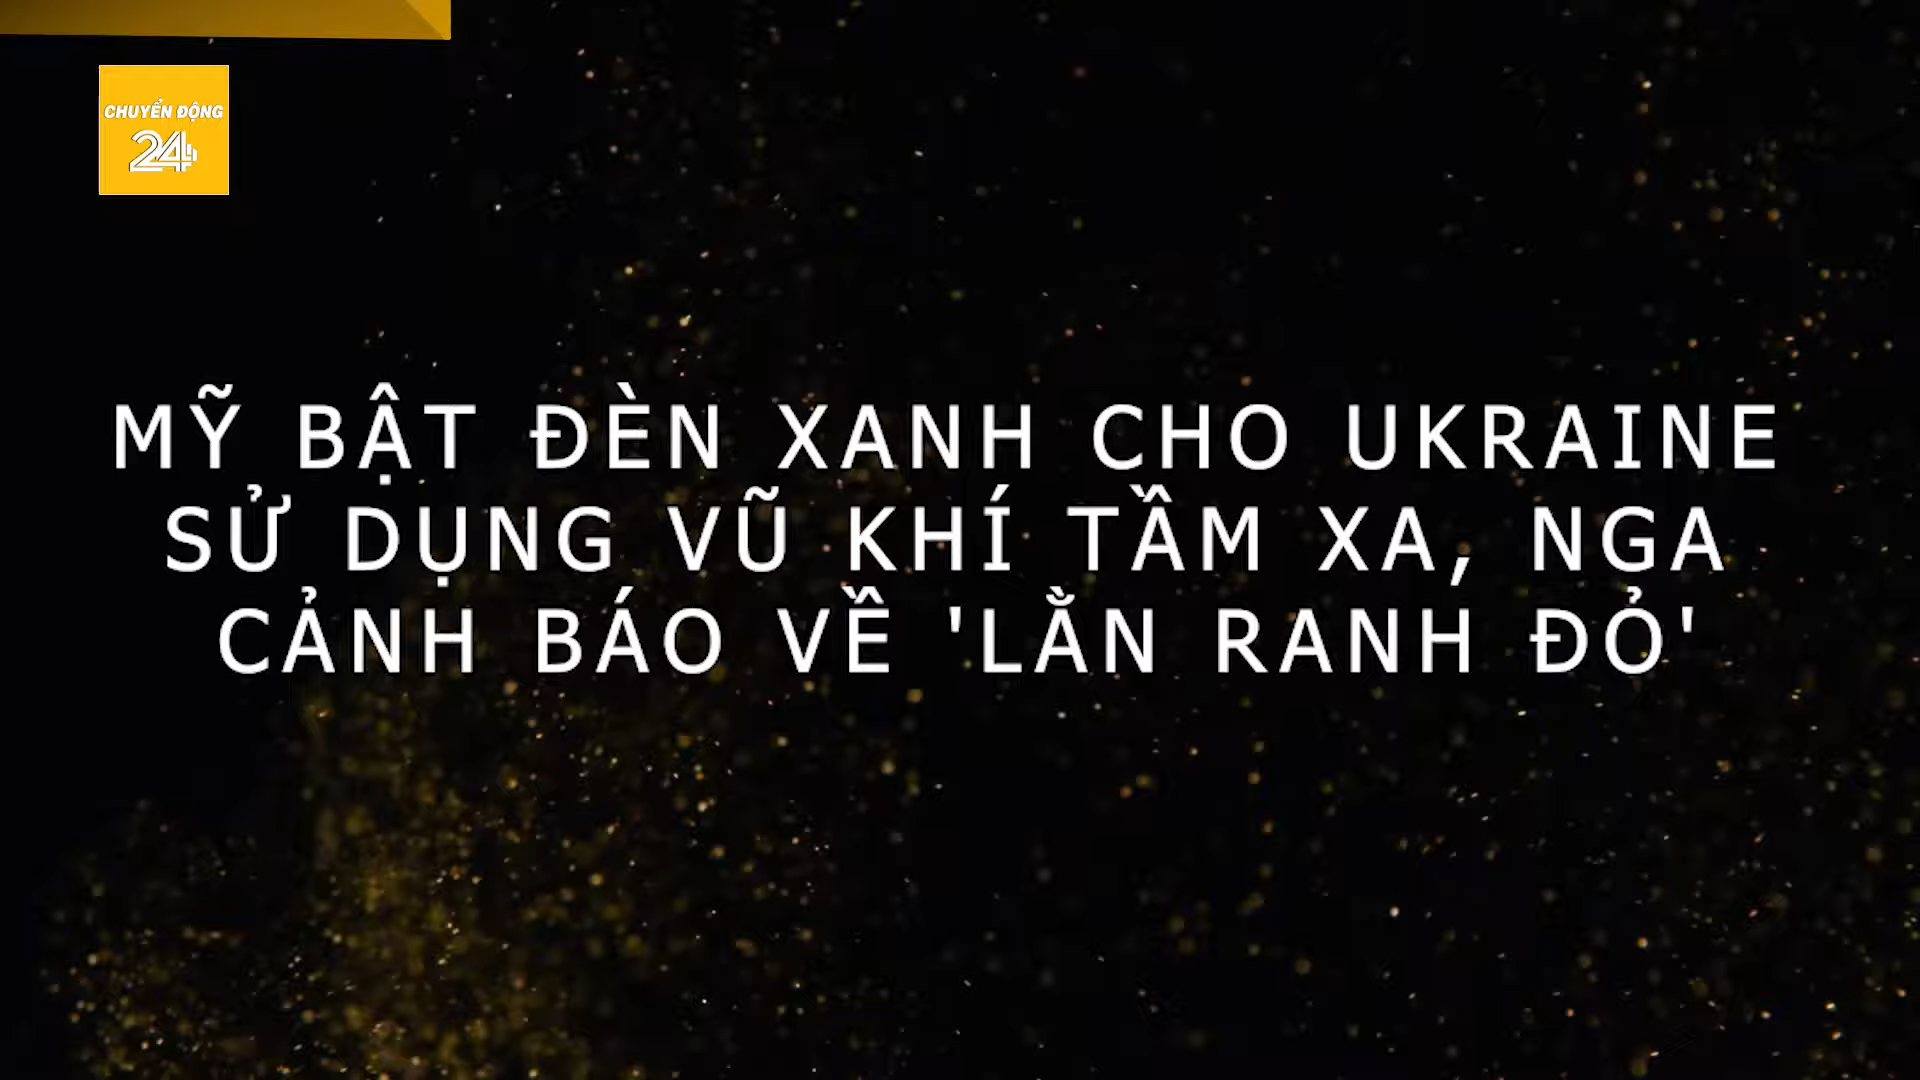 CHUYỂN ĐỘNG
24
MỸ BẬT ĐÈN XANH CHO UKRAINE
SỬ DỤNG VŨ KHÍ TẦM XA, NGA
CẢNH BÁO VỀ 'LẰN RANH ĐỎ'